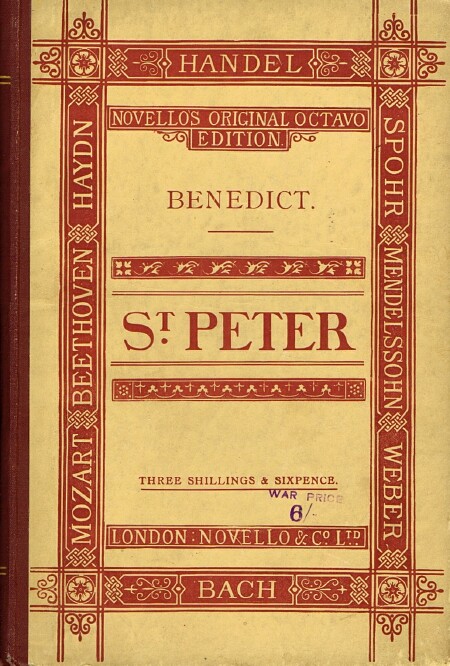 HANDEL
NOVELLO'S ORIGINAL OCTAVO
EDITION.
BENEDICT.
ST. PETER
THREE SHILLINGS & SIXPENCE.
WAR PRICE
6/-
LONDON: NOVELLO & CO LTD
BACH
MOZART BEETHOVEN HAYDN
SPOHR MENDELSSOHN WEBER